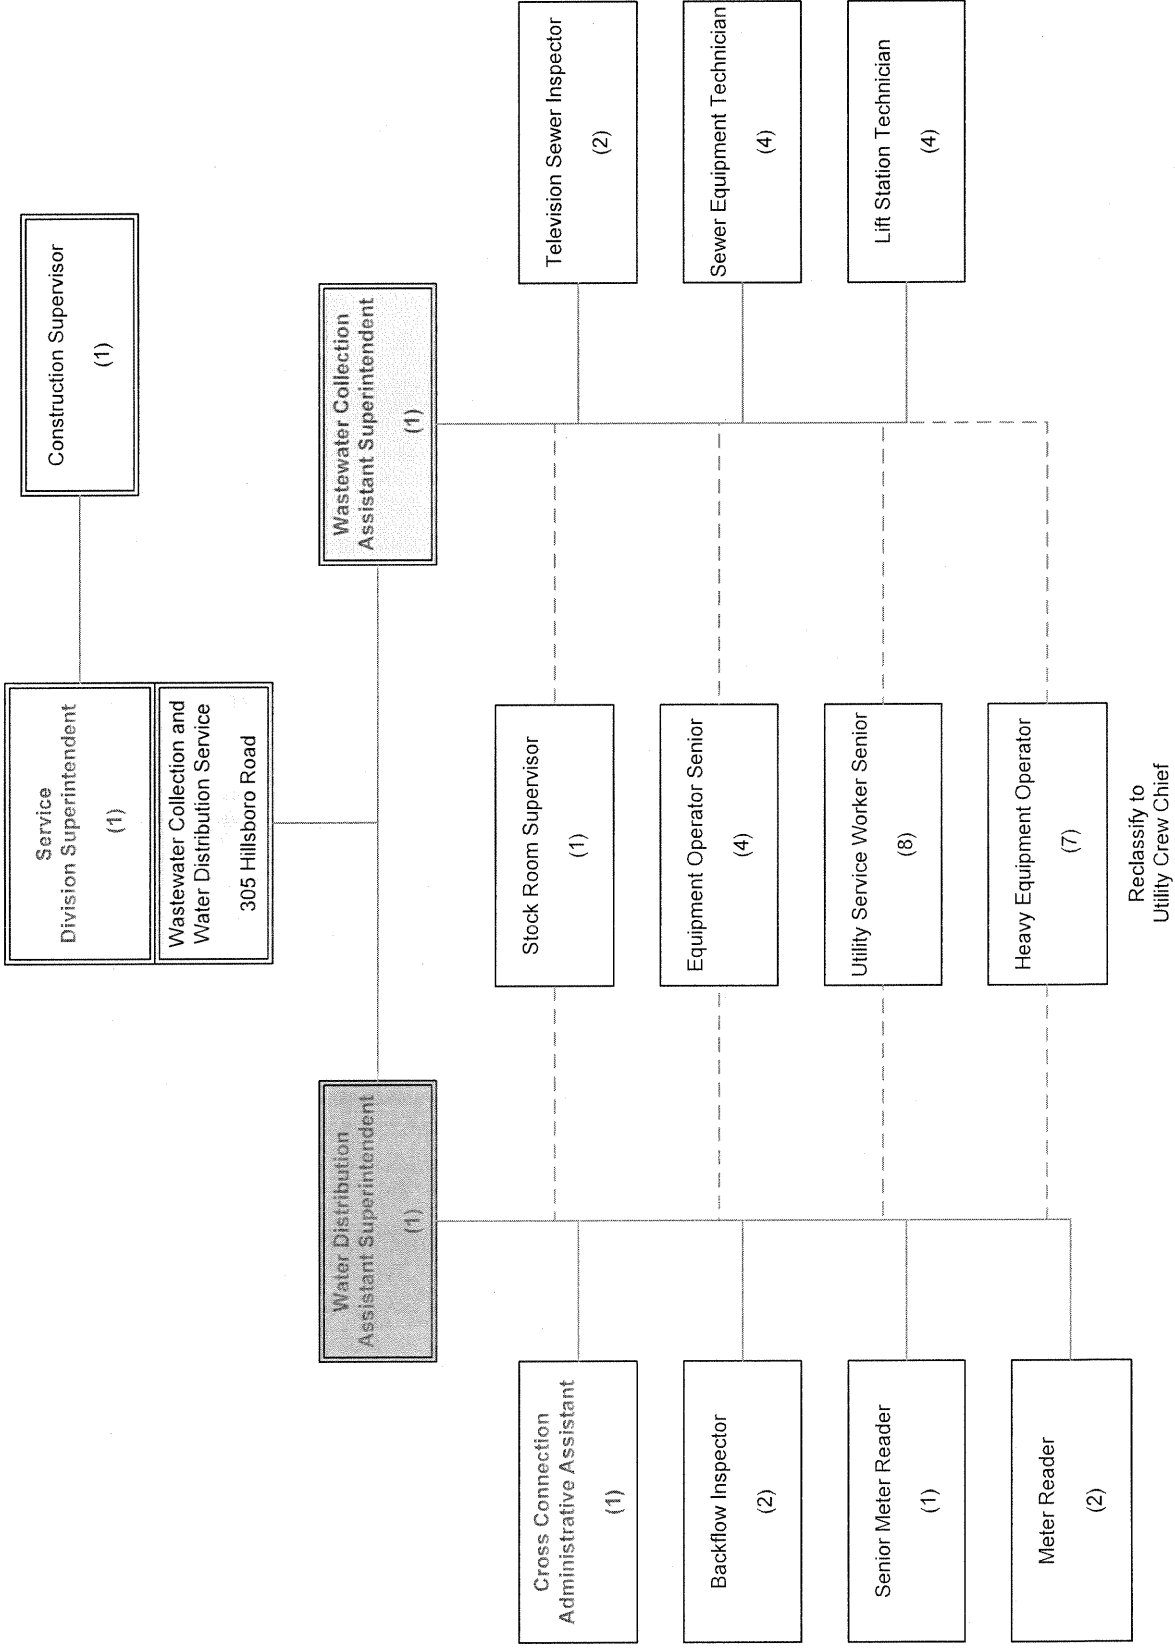 Service
Division Superintendent
(1)
Wastewater Collection and
Water Distribution Service
305 Hillsboro Road
Construction Supervisor
(1)
Water Distribution
Assistant Superintendent
(1)
Wastewater Collection
Assistant Superintendent
(1)
Cross Connection
Administrative Assistant
(1)
Backflow Inspector
(2)
Senior Meter Reader
(1)
Meter Reader
(2)
Stock Room Supervisor
(1)
Equipment Operator Senior
(4)
Utility Service Worker Senior
(8)
Heavy Equipment Operator
(7)
Reclassify to
Utility Crew Chief
Television Sewer Inspector
(2)
Sewer Equipment Technician
(4)
Lift Station Technician
(4)